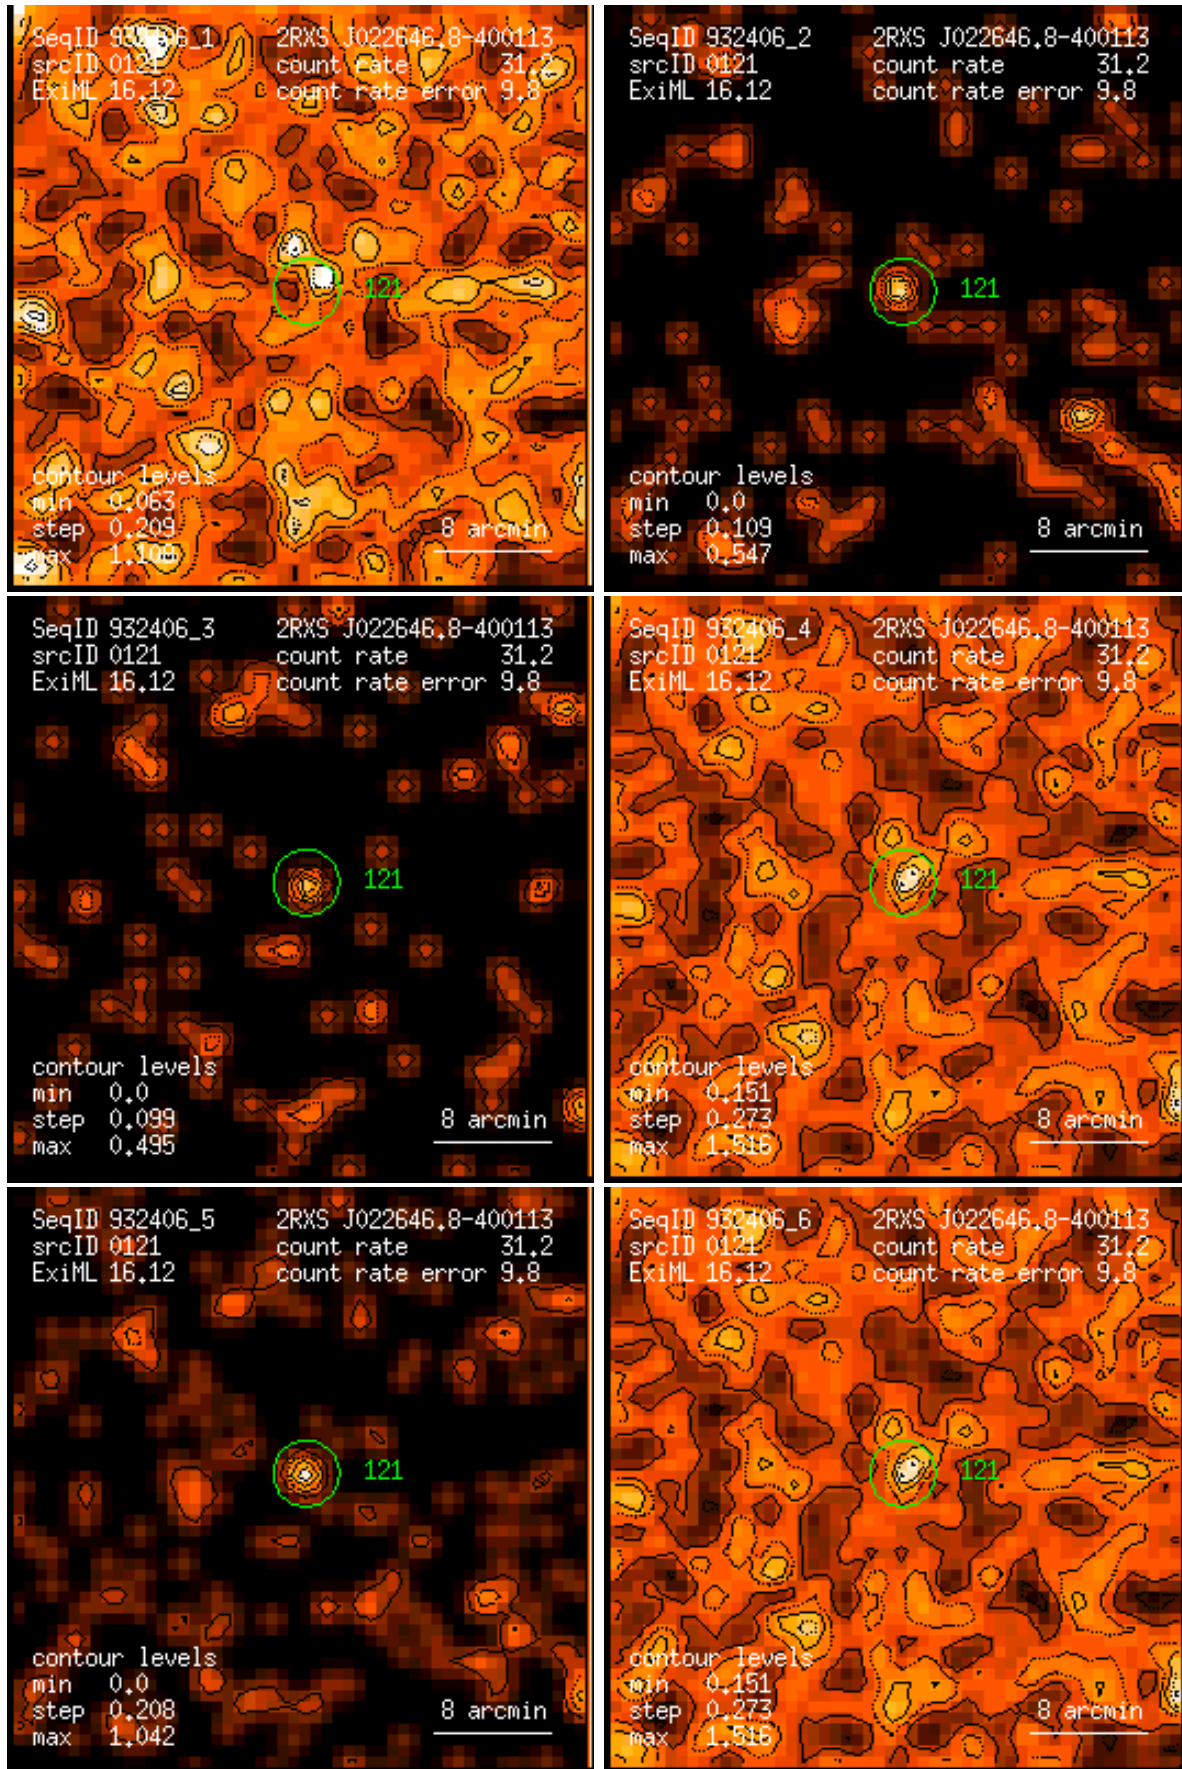 SeqID 932406_1 2RXS J022646.8-400113
srcID 0121 count rate 31.2
ExiML 16.12 count rate error 9.8
121
contour levels
min 0.063
step 0.209
max 1.109
8 arcmin
SeqID 932406_2 2RXS J022646.8-400113
srcID 0121 count rate 31.2
ExiML 16.12 count rate error 9.8
121
contour levels
min 0.0
step 0.109
max 0.547
8 arcmin
SeqID 932406_3 2RXS J022646.8-400113
srcID 0121 count rate 31.2
ExiML 16.12 count rate error 9.8
121
contour levels
min 0.0
step 0.099
max 0.495
8 arcmin
SeqID 932406_4 2RXS J022646.8-400113
srcID 0121 count rate 31.2
ExiML 16.12 count rate error 9.8
121
contour levels
min 0.151
step 0.273
max 1.516
8 arcmin
SeqID 932406_5 2RXS J022646.8-400113
srcID 0121 count rate 31.2
ExiML 16.12 count rate error 9.8
121
contour levels
min 0.0
step 0.208
max 1.042
8 arcmin
SeqID 932406_6 2RXS J022646.8-400113
srcID 0121 count rate 31.2
ExiML 16.12 count rate error 9.8
121
contour levels
min 0.151
step 0.273
max 1.516
8 arcmin